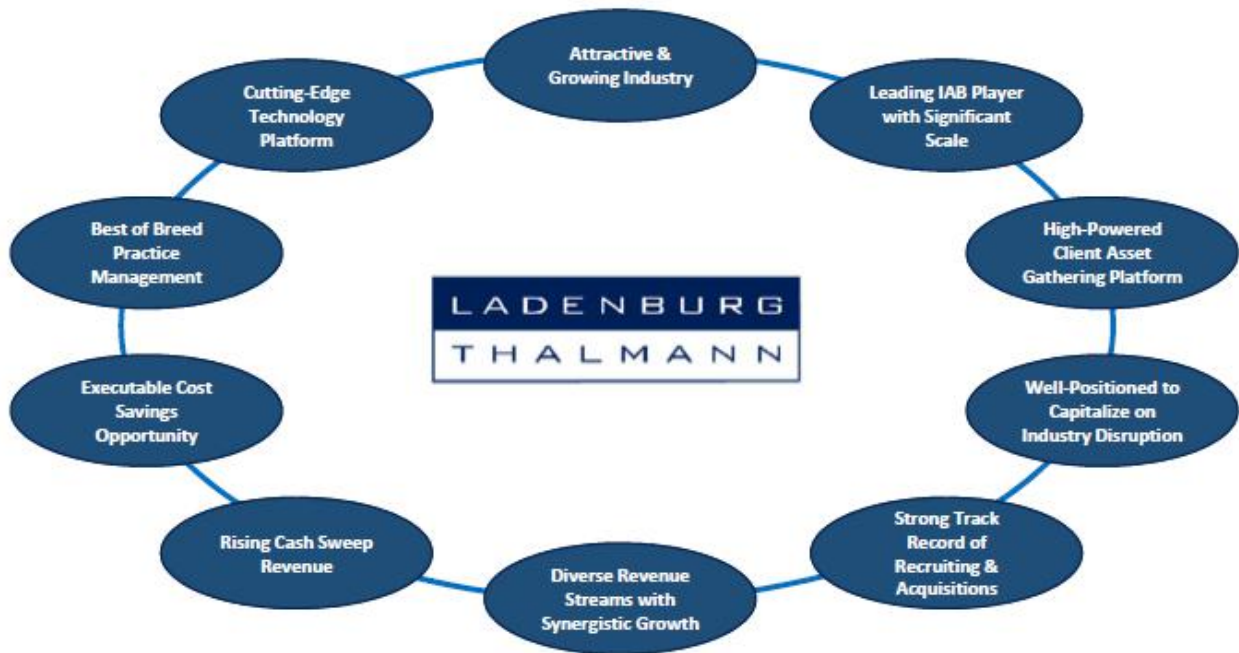 Attractive &
Growing Industry
Leading IAB Player
with Significant
Scale
High-Powered
Client Asset
Gathering Platform
Well-Positioned to
Capitalize on
Industry Disruption
Strong Track
Record of
Recruiting &
Acquisitions
Diverse Revenue
Streams with
Synergistic Growth
Rising Cash Sweep
Revenue
Executable Cost
Savings
Opportunity
Best of Breed
Practice
Management
Cutting-Edge
Technology
Platform
LADENBURG
THALMANN